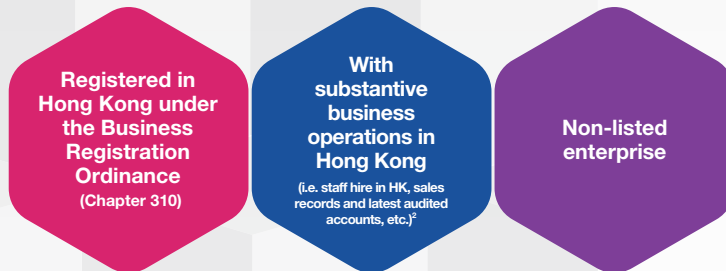 Registered in
Hong Kong under
the Business
Registration
Ordinance
(Chapter 310)
With
substantive
business
operations in
Hong Kong
(i.e. staff hire in HK, sales
records and latest audited
accounts, etc.)²
Non-listed
enterprise